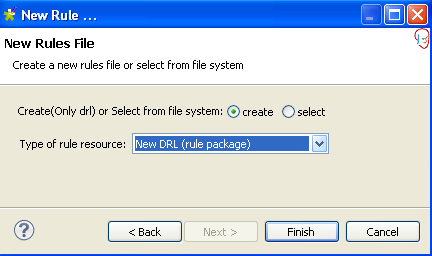 New Rule ...
New Rules File
Create a new rules file or select from file system
Create(Only drl) or Select from file system: create select
Type of rule resource: New DRL (rule package)
? < Back Next > Finish Cancel